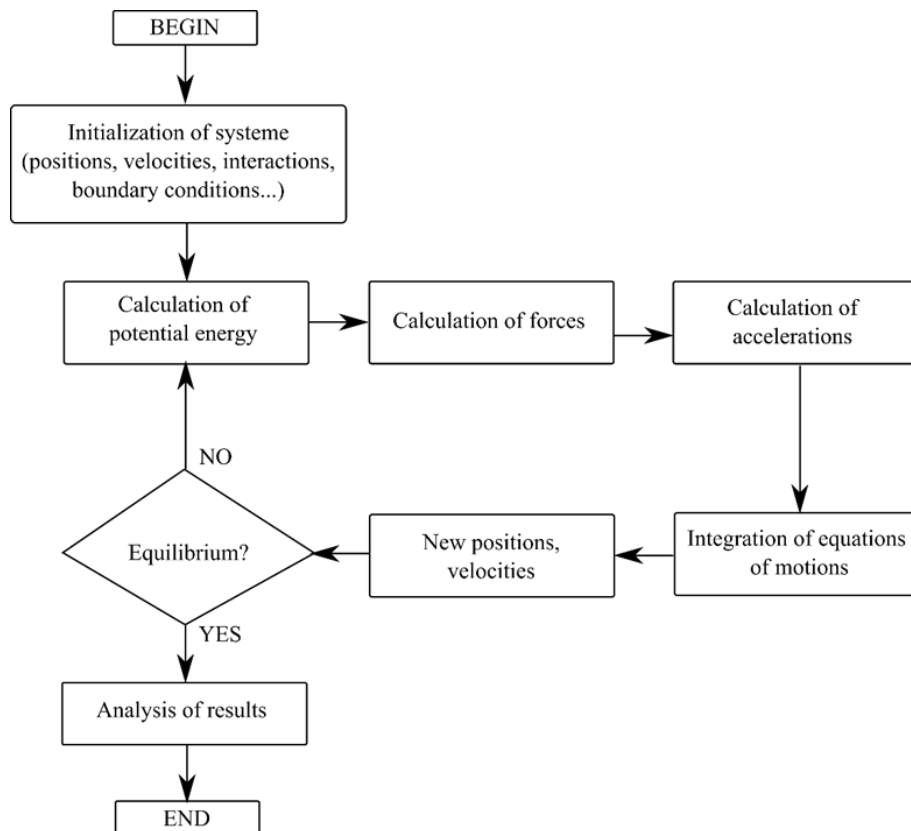 BEGIN
Initialization of systeme
(positions, velocities, interactions,
boundary conditions...)
Calculation of
potential energy
Calculation of forces
Calculation of
accelerations
Integration of equations
of motions
New positions,
velocities
Equilibrium?
NO
YES
Analysis of results
END